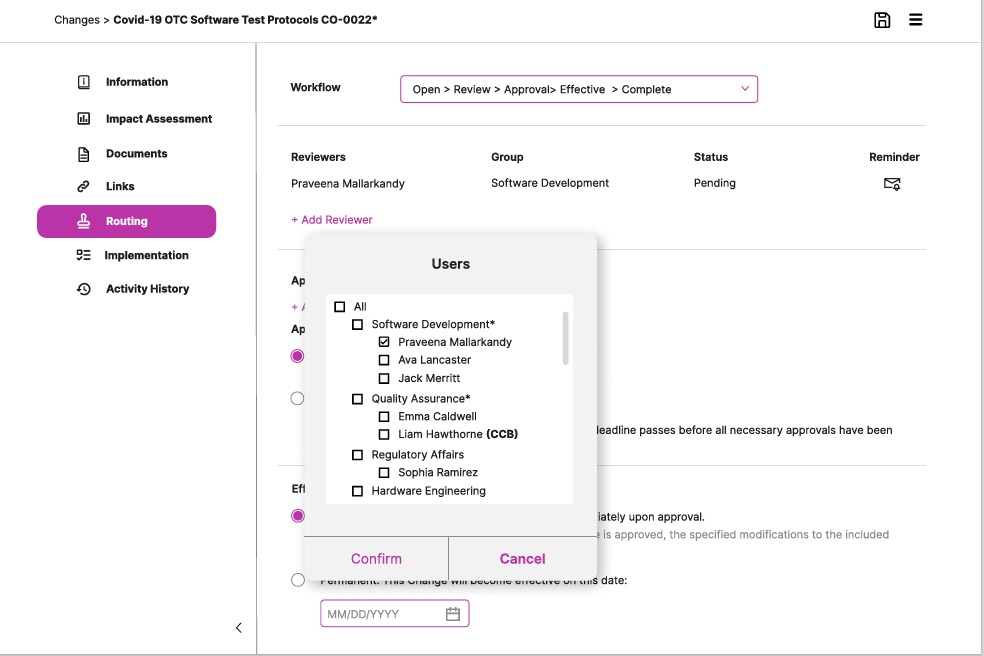 Changes > Covid-19 OTC Software Test Protocols CO-0022*
Information
Impact Assessment
Documents
Links
Routing
Implementation
Activity History
Workflow
Open > Review > Approval> Effective > Complete
Reviewers Group Status Reminder
Praveena Mallarkandy Software Development Pending
+ Add Reviewer
Ap
+ A
Ap
deadline passes before all necessary approvals have been
Eff
iately upon approval.
e is approved, the specified modifications to the included
Permanent: This Change will become effective on this date:
MM/DD/YYYY
Users
All
Software Development*
Praveena Mallarkandy
Ava Lancaster
Jack Merritt
Quality Assurance*
Emma Caldwell
Liam Hawthorne (CCB)
Regulatory Affairs
Sophia Ramirez
Hardware Engineering
Confirm Cancel